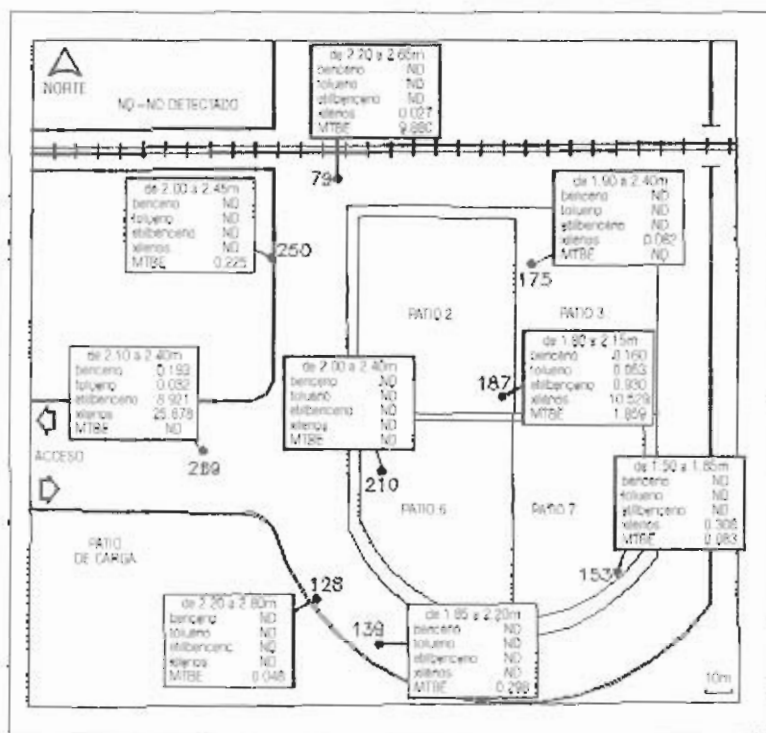 NORTE
ND - NO DETECTADO
de 2.20 a 2.65m
benceno ND
tolueno ND
etilbenceno ND
xilenos 0.027
MTBE
79
de 2.00 a 2.45m
benceno ND
tolueno ND
etilbenceno ND
xilenos ND
MTBE 0.225
250
de 1.90 a 2.40m
benceno ND
tolueno ND
etilbenceno ND
xilenos 0.062
MTBE ND
175
PATIO 2
PATIO 3
de 2.10 a 2.40m
benceno 0.193
tolueno 0.032
etilbenceno 8.921
xilenos 25.678
MTBE ND
ACCESO
de 2.00 a 2.40m
benceno ND
tolueno ND
etilbenceno ND
xilenos ND
MTBE ND
210
de 1.80 a 2.15m
benceno 0.160
tolueno
etilbenceno 0.930
xilenos 10.529
MTBE 1.859
187
PATIO 6
PATIO 7
de 1.50 a 1.85m
benceno ND
tolueno ND
etilbenceno ND
xilenos
MTBE 0.083
153
PATIO
DE CARGA
de 2.20 a 2.80m
benceno ND
tolueno ND
etilbenceno ND
xilenos ND
MTBE 0.048
128
de 1.85 a 2.20m
benceno ND
tolueno ND
etilbenceno ND
xilenos ND
MTBE 0.298
139
10m